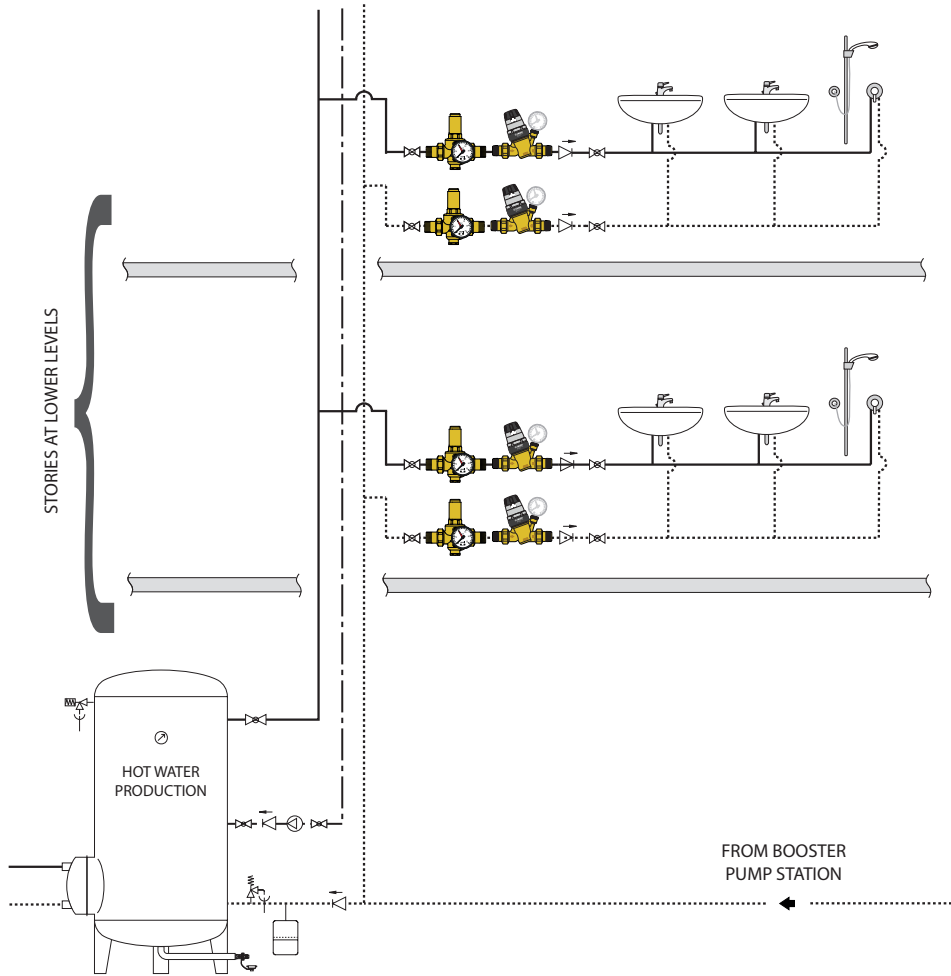 STORIES AT LOWER LEVELS
HOT WATER
PRODUCTION
FROM BOOSTER
PUMP STATION